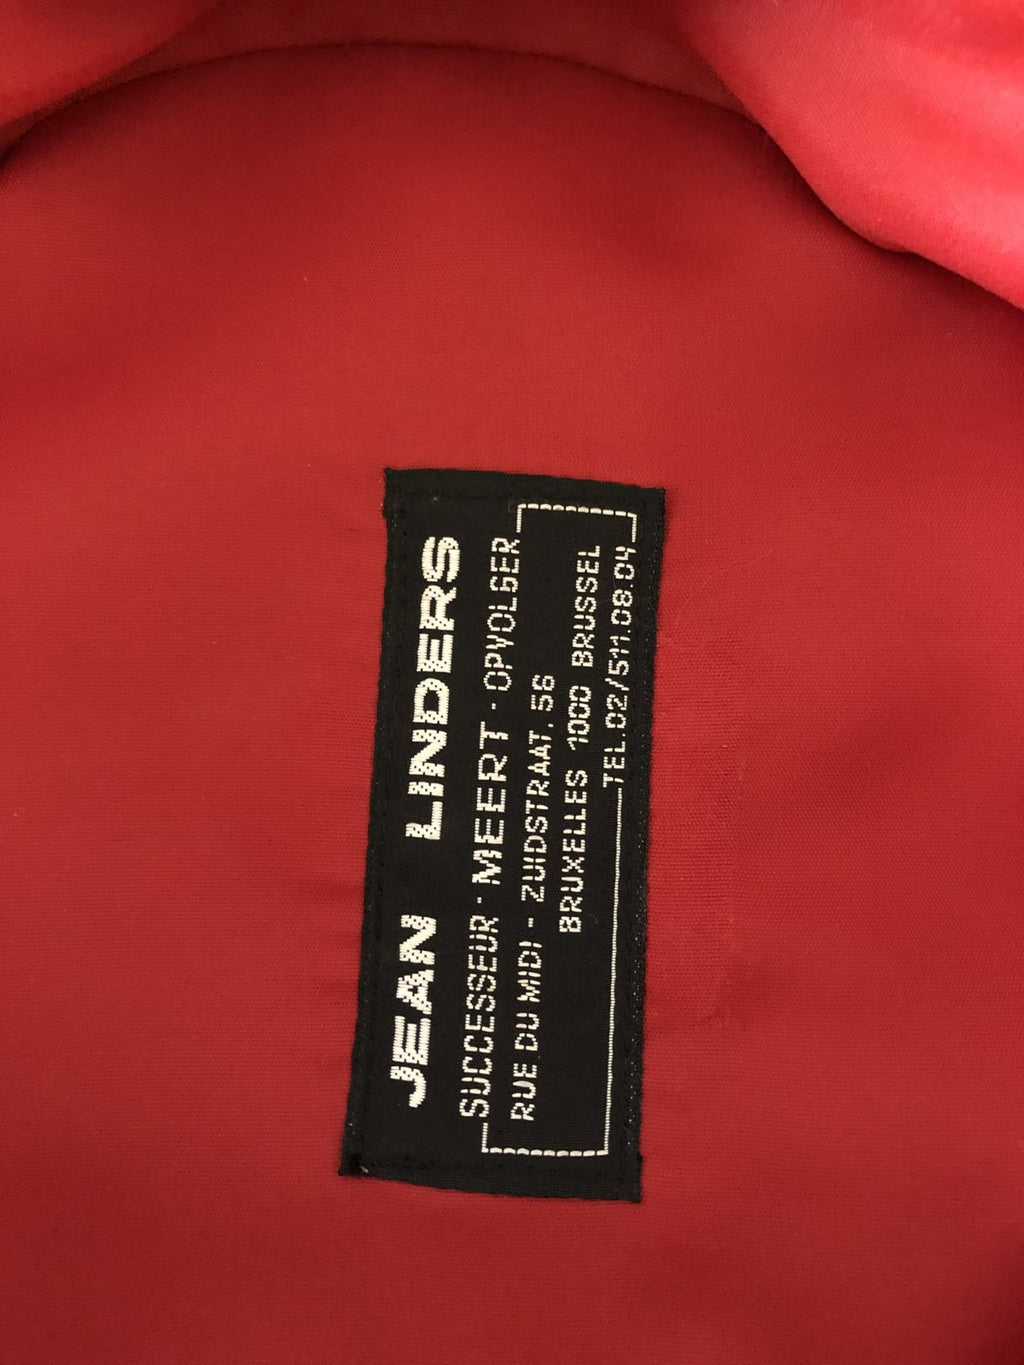 JEAN LINDERS
SUCCESSEUR · MEERT · OPVOLGER
RUE DU MIDI - ZUIDSTRAAT, 56
BRUXELLES 1000 BRUSSEL
TEL.02/511.08.04